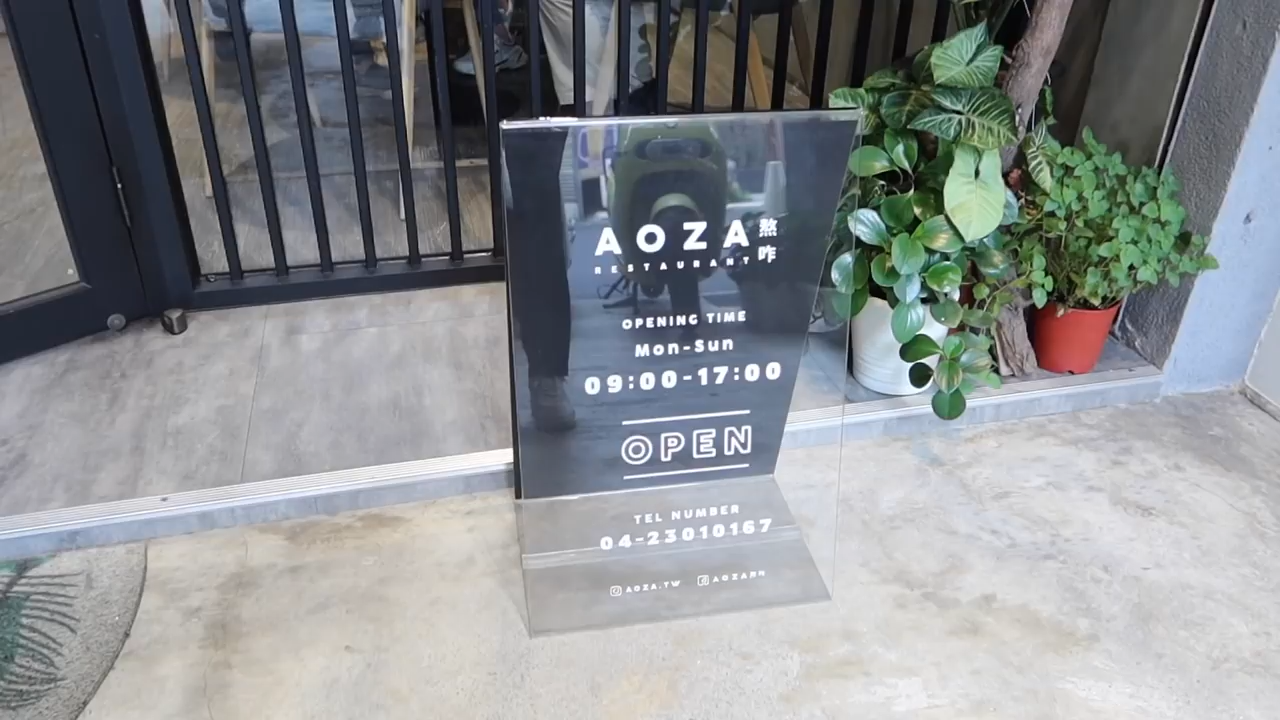 AOZA 熬咋
RESTAURANT
OPENING TIME
Mon-Sun
09:00-17:00
OPEN
TEL NUMBER
04-23010167
AOZA.TW AOZARN